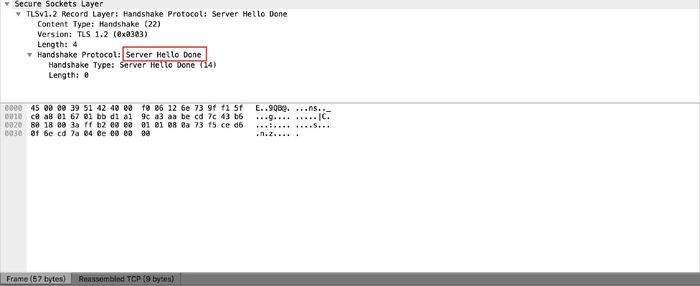 Secure Sockets Layer
TLSv1.2 Record Layer: Handshake Protocol: Server Hello Done
Content Type: Handshake (22)
Version: TLS 1.2 (0x0303)
Length: 4
Handshake Protocol: Server Hello Done
Handshake Type: Server Hello Done (14)
Length: 0
0000 45 00 00 39 51 42 40 00 f0 06 12 6e 73 9f f1 5f E..9QB@. ...ns.._
0010 c0 a8 01 67 01 bb d1 a1 9c a3 aa be cd 7c 43 b6 ...g.... .....|C.
0020 80 18 00 3a ff b2 00 00 01 01 08 0a 73 f5 ce d6 ...:.... ....s...
0030 0f 6e cd 7a 04 0e 00 00 00 .n.z.... .
Frame (57 bytes) Reassembled TCP (9 bytes)